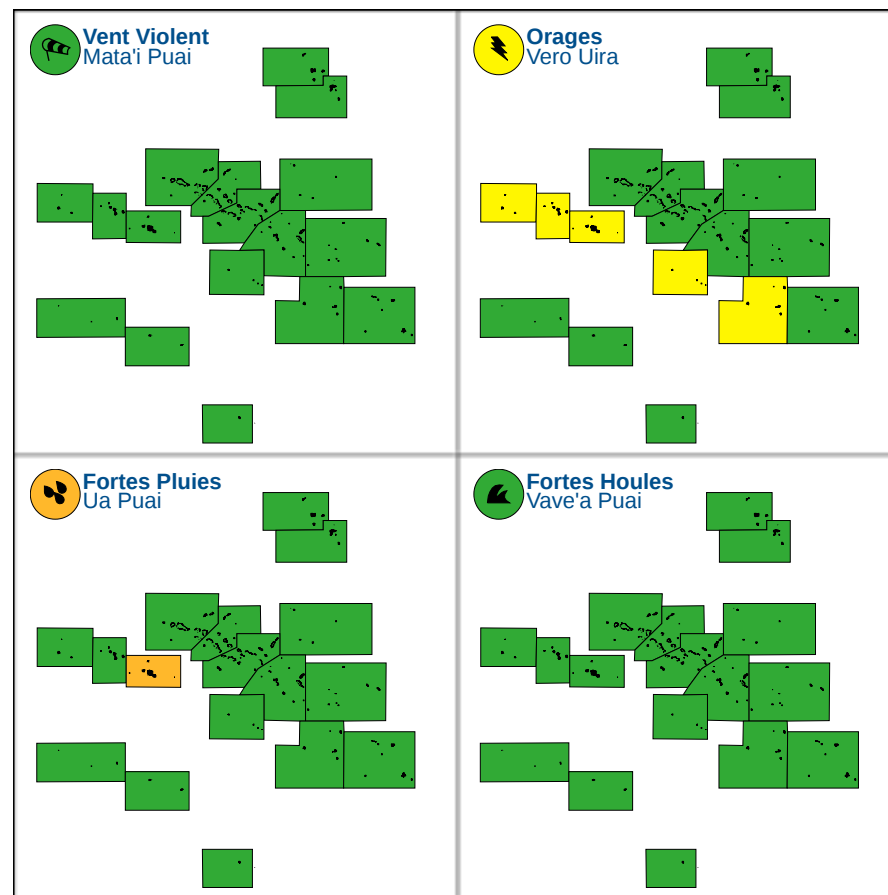 Vent Violent
Mata'i Puai
Orages
Vero Uira
Fortes Pluies
Ua Puai
Fortes Houles
Vave'a Puai